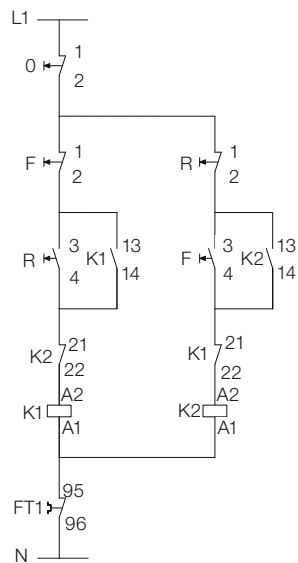 L1
0 1
2
F 1
2
R 1
2
R 3
4
K1 13
14
F 3
4
K2 13
14
K2 21
22
K1 21
22
K1 A2
A1
K2 A2
A1
FT1 95
96
N